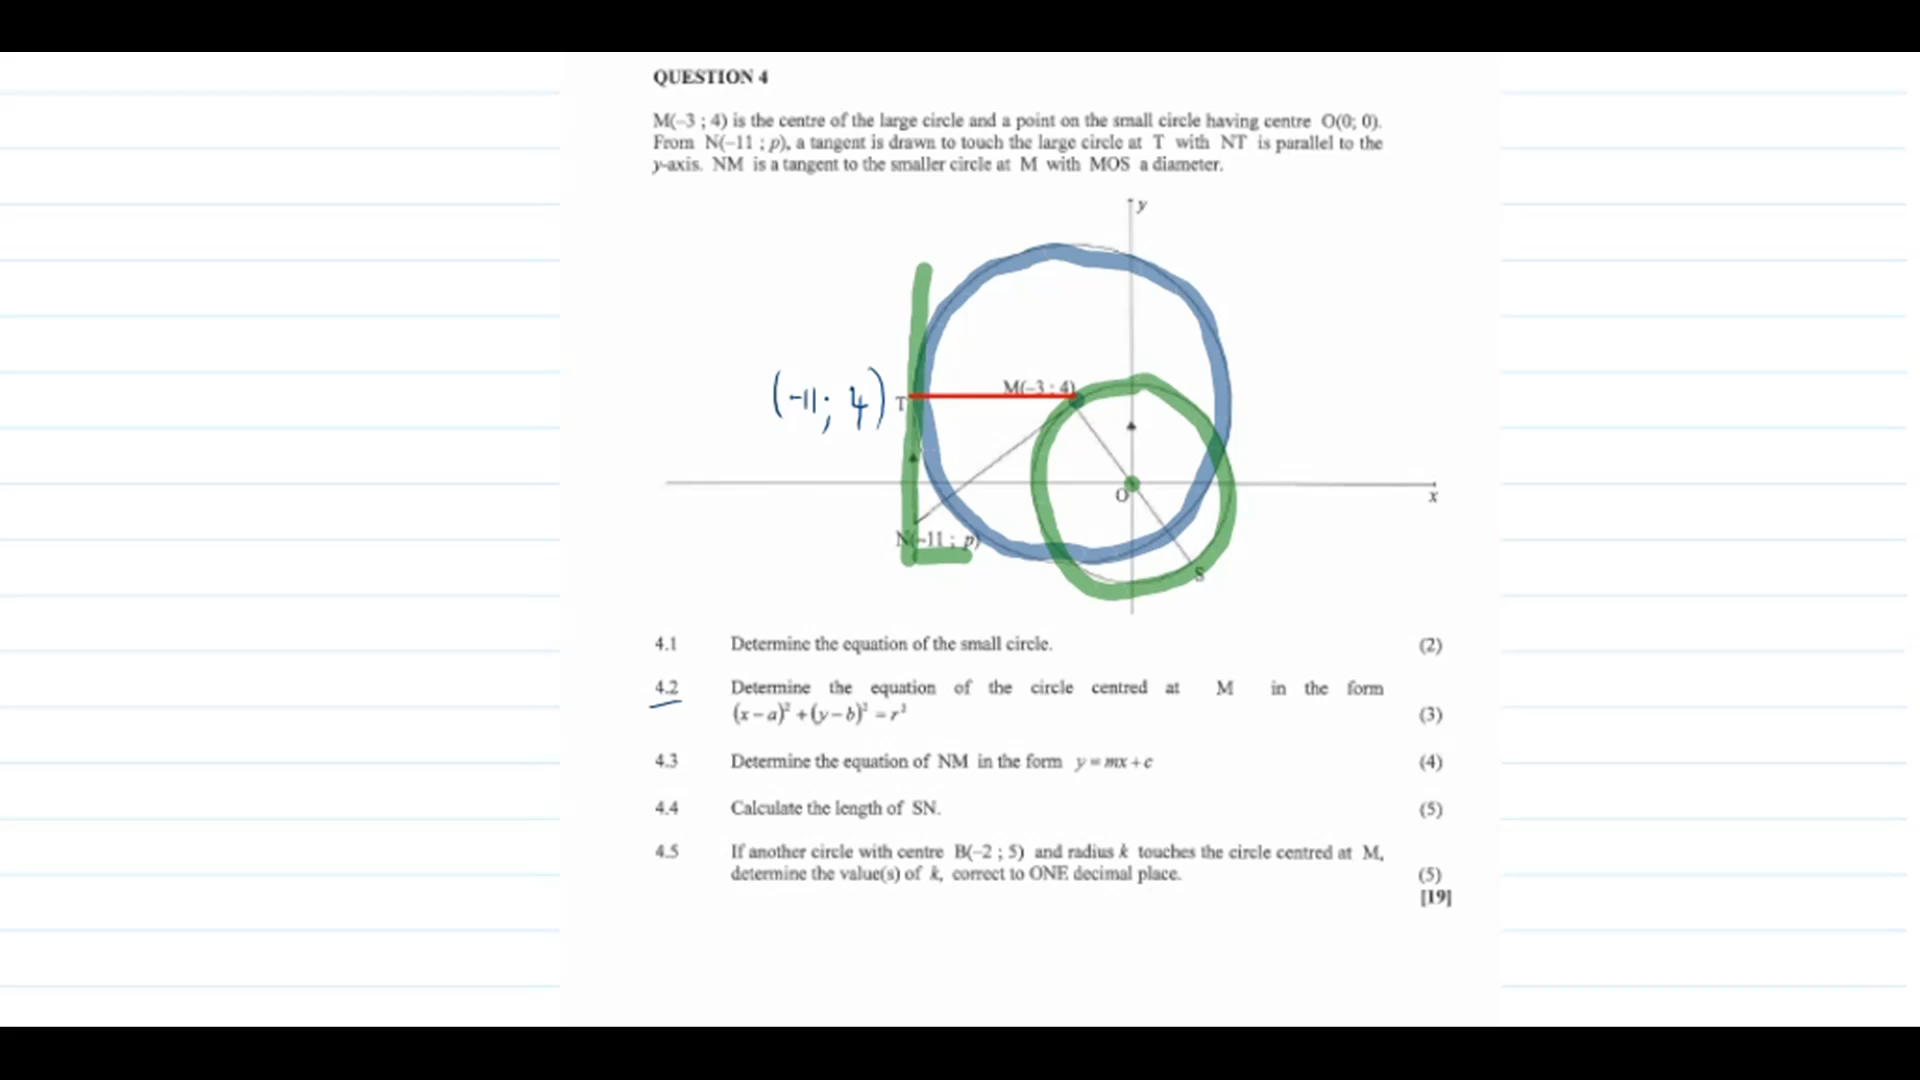 QUESTION 4
M(–3 ; 4) is the centre of the large circle and a point on the small circle having centre O(0; 0).
From N(–11 ; p), a tangent is drawn to touch the large circle at T with NT is parallel to the
y-axis. NM is a tangent to the smaller circle at M with MOS a diameter.
y
M(–3 ; 4)
(-11; 4)
T
O
x
N(–11 ; p)
S
4.1 Determine the equation of the small circle. (2)
4.2 Determine the equation of the circle centred at M in the form
(x – a)² + (y – b)² = r² (3)
4.3 Determine the equation of NM in the form y = mx + c (4)
4.4 Calculate the length of SN. (5)
4.5 If another circle with centre B(–2 ; 5) and radius k touches the circle centred at M,
determine the value(s) of k, correct to ONE decimal place. (5)
[19]